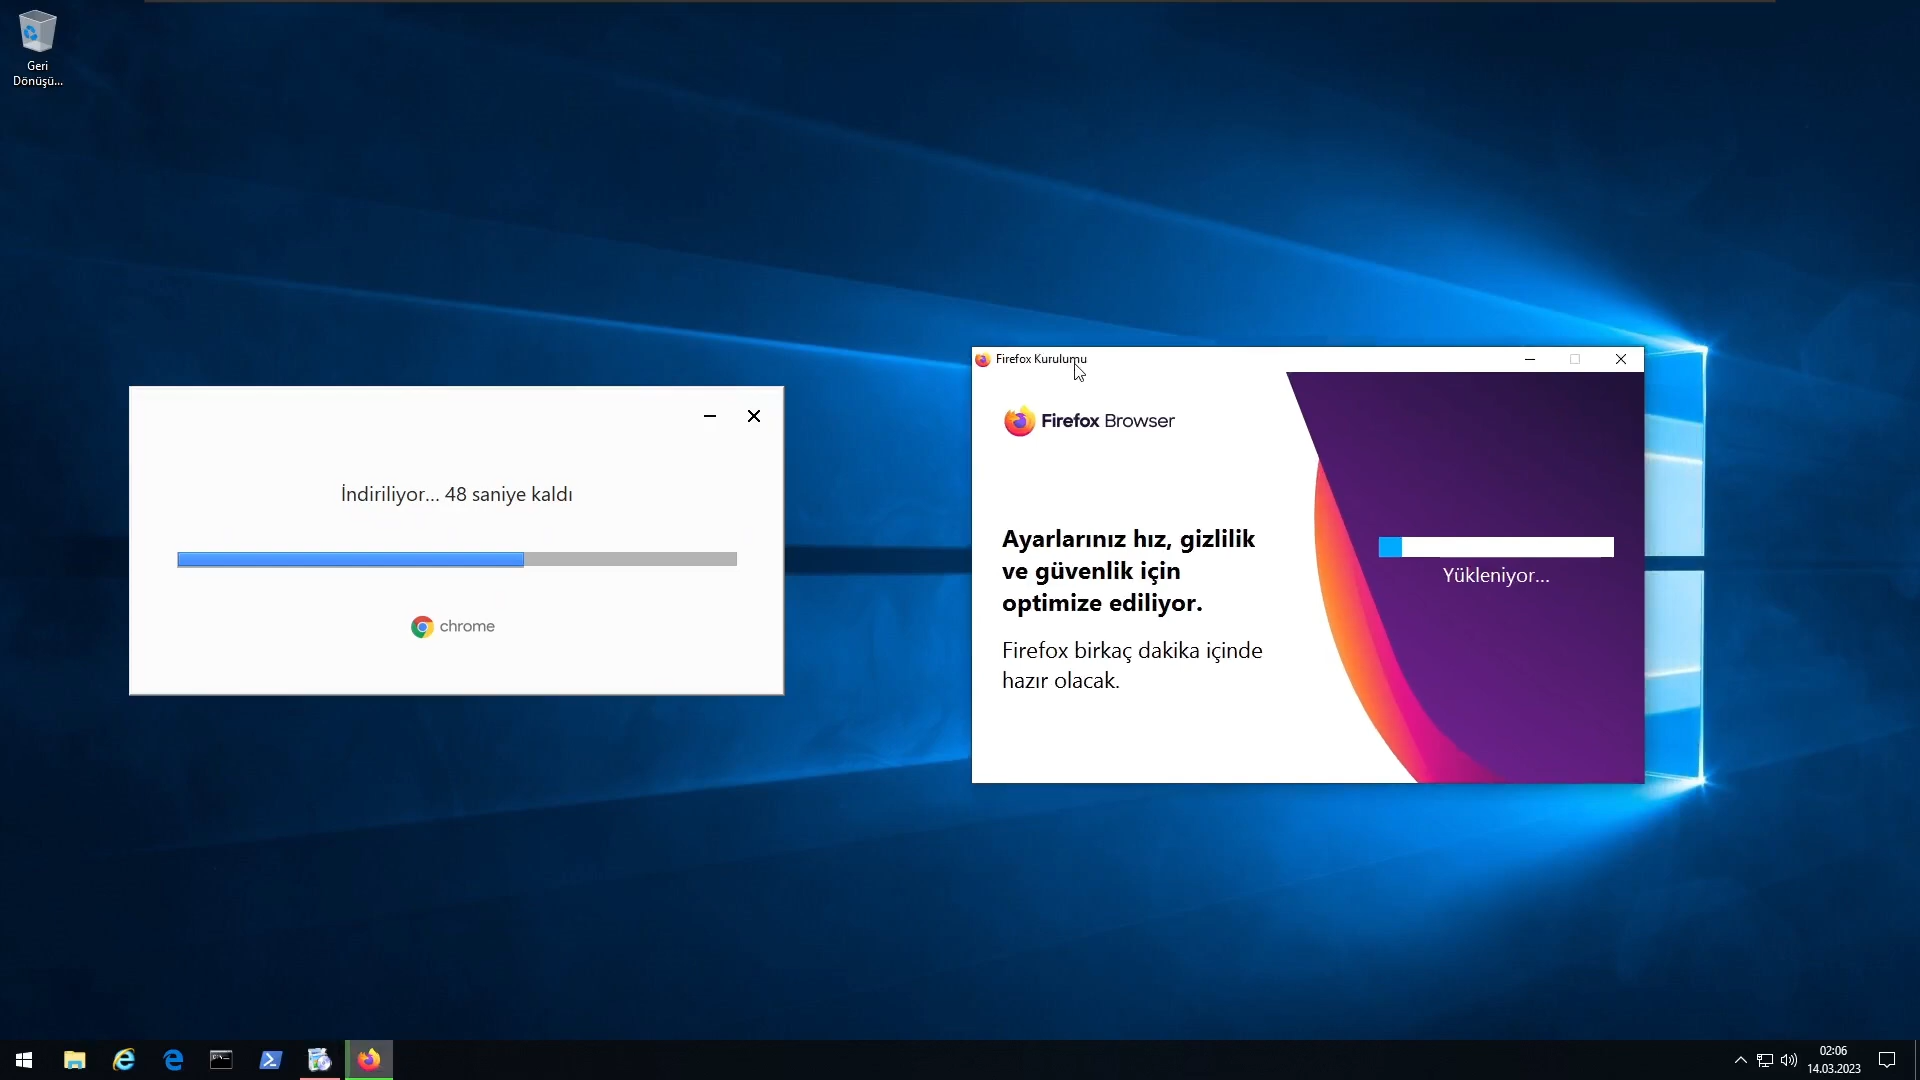 Geri
Dönüşü...
İndiriliyor... 48 saniye kaldı
chrome
Firefox Kurulumu
Firefox Browser
Ayarlarınız hız, gizlilik
ve güvenlik için
optimize ediliyor.
Firefox birkaç dakika içinde
hazır olacak.
Yükleniyor...
02:06
14.03.2023